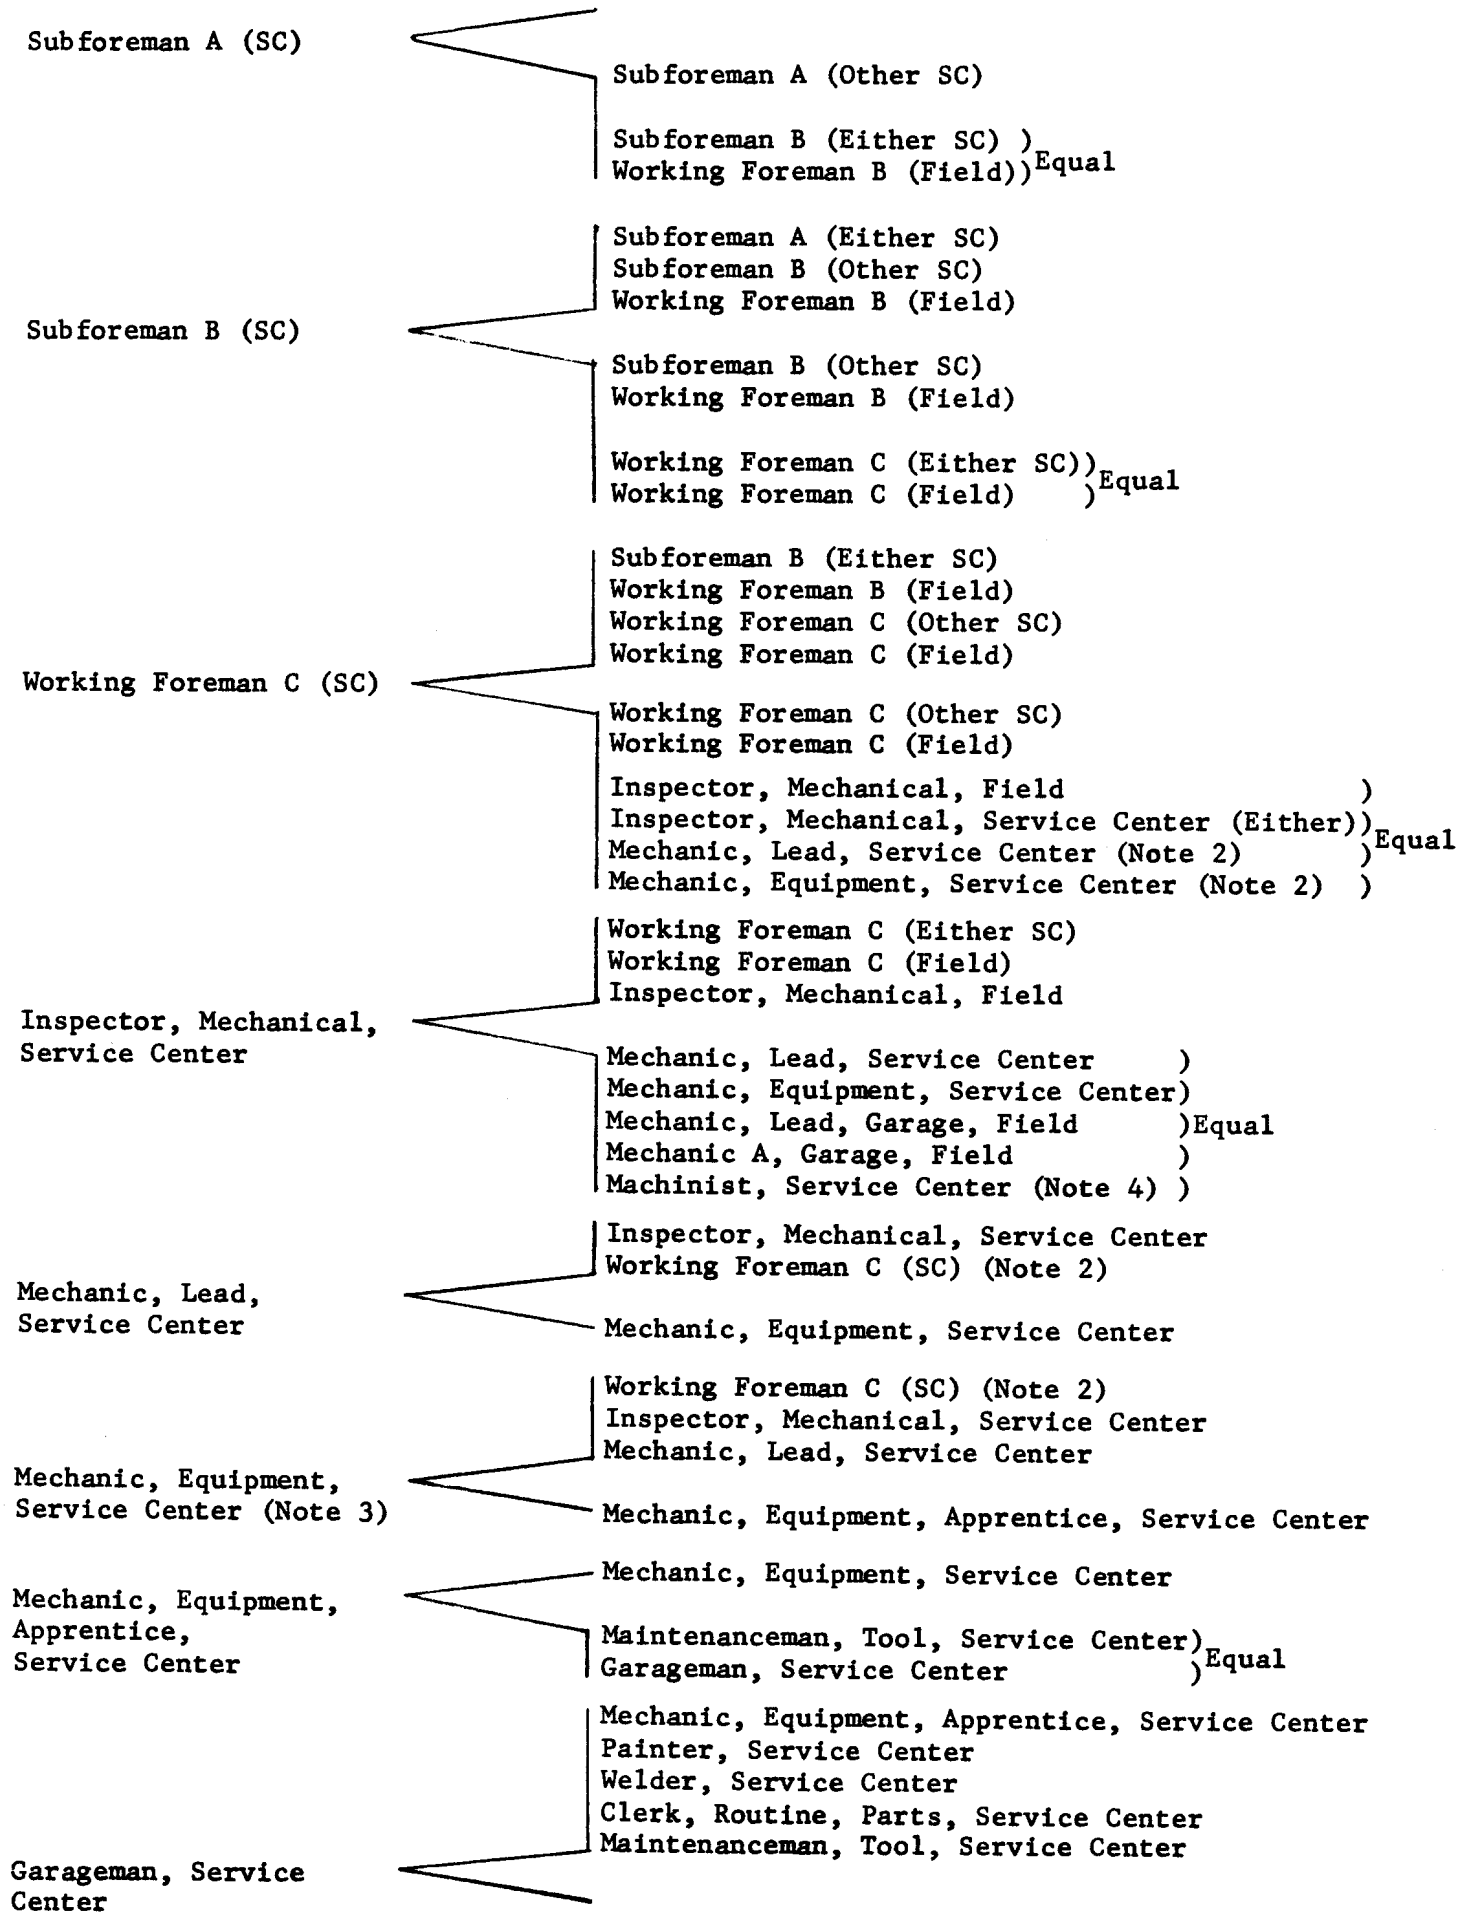 Subforeman A (SC)
Subforeman A (Other SC)
Subforeman B (Either SC) )
Working Foreman B (Field))Equal
Subforeman A (Either SC)
Subforeman B (Other SC)
Working Foreman B (Field)
Subforeman B (SC)
Subforeman B (Other SC)
Working Foreman B (Field)
Working Foreman C (Either SC))
Working Foreman C (Field) )Equal
Subforeman B (Either SC)
Working Foreman B (Field)
Working Foreman C (Other SC)
Working Foreman C (Field)
Working Foreman C (SC)
Working Foreman C (Other SC)
Working Foreman C (Field)
Inspector, Mechanical, Field )
Inspector, Mechanical, Service Center (Either))Equal
Mechanic, Lead, Service Center (Note 2) )
Mechanic, Equipment, Service Center (Note 2) )
Working Foreman C (Either SC)
Working Foreman C (Field)
Inspector, Mechanical, Field
Inspector, Mechanical,
Service Center
Mechanic, Lead, Service Center )
Mechanic, Equipment, Service Center)
Mechanic, Lead, Garage, Field )Equal
Mechanic A, Garage, Field )
Machinist, Service Center (Note 4) )
Inspector, Mechanical, Service Center
Working Foreman C (SC) (Note 2)
Mechanic, Lead,
Service Center
Mechanic, Equipment, Service Center
Working Foreman C (SC) (Note 2)
Inspector, Mechanical, Service Center
Mechanic, Lead, Service Center
Mechanic, Equipment,
Service Center (Note 3)
Mechanic, Equipment, Apprentice, Service Center
Mechanic, Equipment, Service Center
Mechanic, Equipment,
Apprentice,
Service Center
Maintenanceman, Tool, Service Center)
Garageman, Service Center )Equal
Mechanic, Equipment, Apprentice, Service Center
Painter, Service Center
Welder, Service Center
Clerk, Routine, Parts, Service Center
Maintenanceman, Tool, Service Center
Garageman, Service
Center